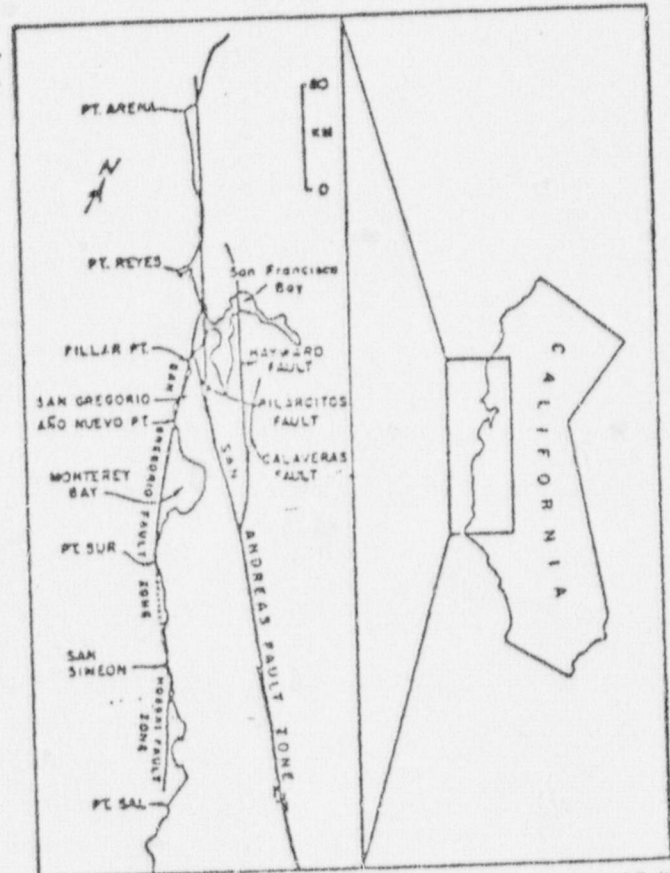 PT. ARENA
80
KM
0
N
PT. REYES
San Francisco
Bay
PILLAR PT.
HAYWARD
FAULT
SAN GREGORIO
AÑO NUEVO PT.
PILARCITOS
FAULT
SAN
GREGORIO FAULT
ZONE
MONTEREY
BAY
CALAVERAS
FAULT
SAN
ANDREAS FAULT ZONE
PT. SUR
SAN
SIMEON
HOSGRI FAULT
ZONE
PT. SAL
CALIFORNIA